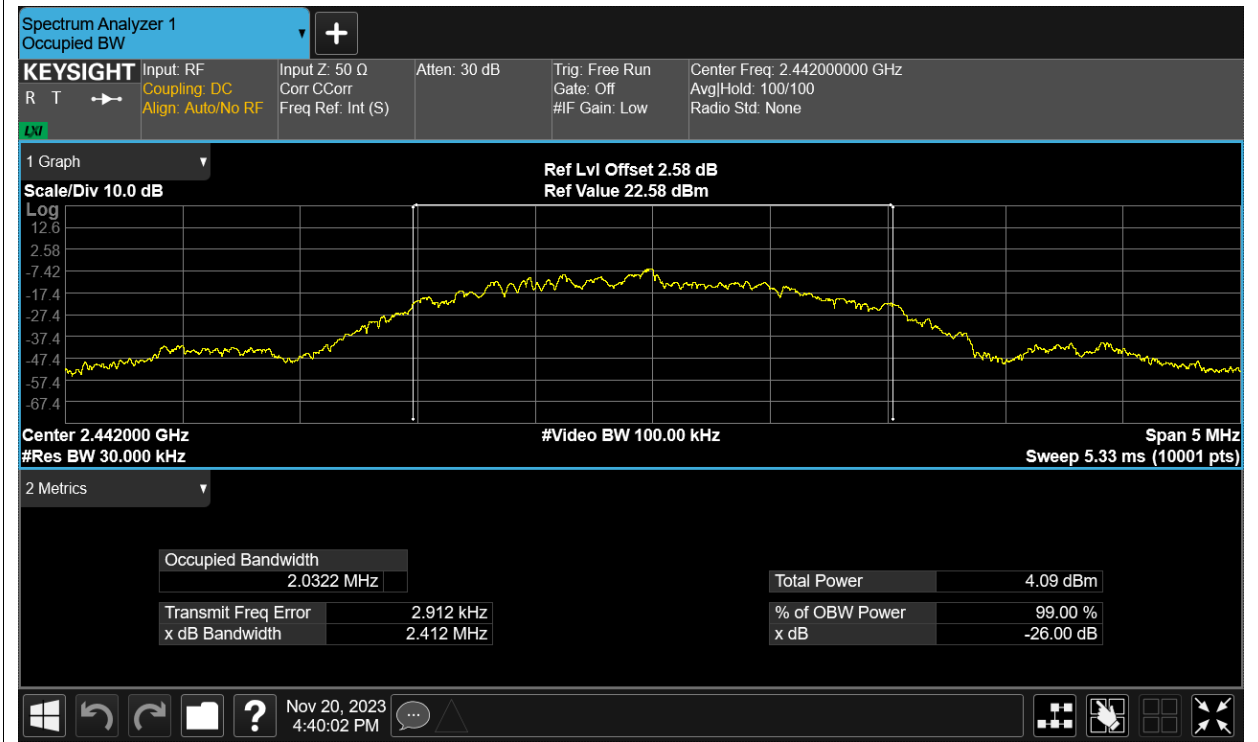 Spectrum Analyzer 1
Occupied BW
KEYSIGHT
R T
LXI
Input: RF
Coupling: DC
Align: Auto/No RF
Input Z: 50 Ω
Corr CCorr
Freq Ref: Int (S)
Atten: 30 dB
Trig: Free Run
Gate: Off
#IF Gain: Low
Center Freq: 2.442000000 GHz
Avg|Hold: 100/100
Radio Std: None
1 Graph
Scale/Div 10.0 dB
Ref Lvl Offset 2.58 dB
Ref Value 22.58 dBm
Log
12.6
2.58
-7.42
-17.4
-27.4
-37.4
-47.4
-57.4
-67.4
Center 2.442000 GHz
#Video BW 100.00 kHz
Span 5 MHz
#Res BW 30.000 kHz
Sweep 5.33 ms (10001 pts)
2 Metrics
Occupied Bandwidth
2.0322 MHz
Total Power 4.09 dBm
Transmit Freq Error 2.912 kHz
% of OBW Power 99.00 %
x dB Bandwidth 2.412 MHz
x dB -26.00 dB
?
Nov 20, 2023
4:40:02 PM